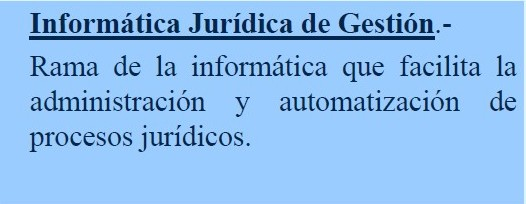 Informática Jurídica de Gestión.-
Rama de la informática que facilita la
administración y automatización de
procesos jurídicos.